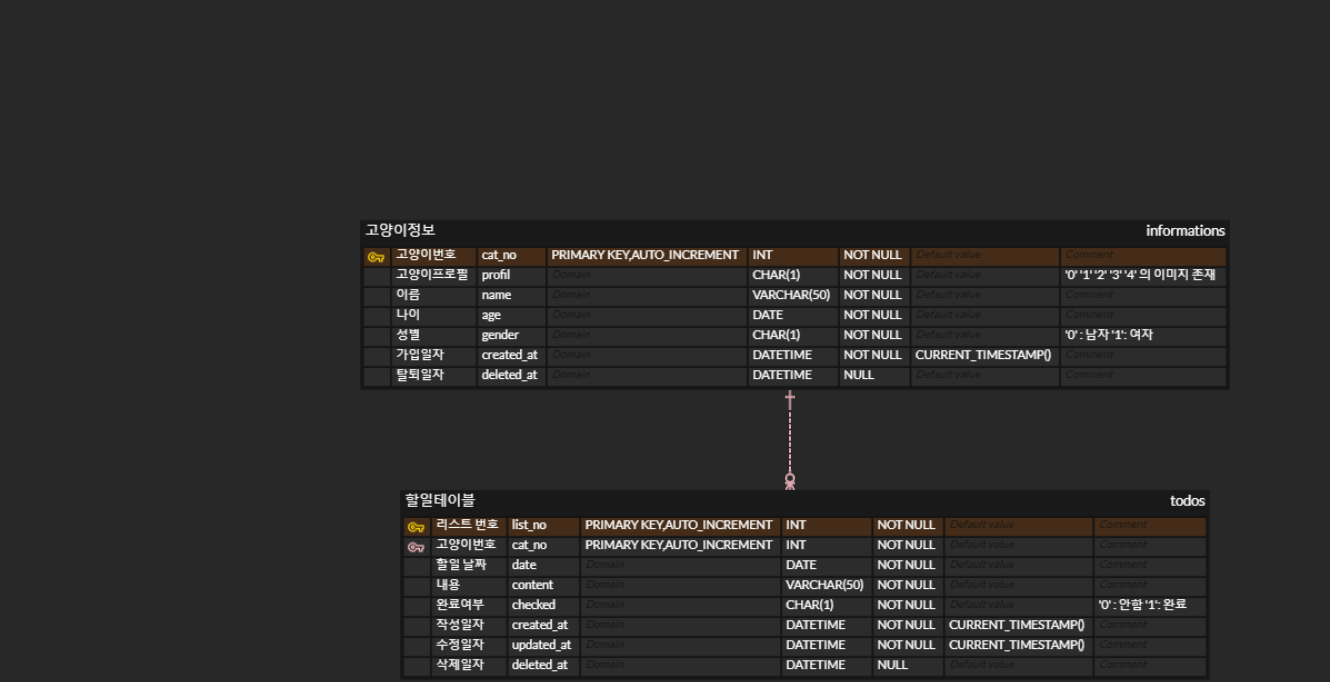 고양이정보 informations
고양이번호 cat_no PRIMARY KEY,AUTO_INCREMENT INT NOT NULL Default value Comment
고양이프로필 profil Domain CHAR(1) NOT NULL Default value '0' '1' '2' '3' '4' 의 이미지 존재
이름 name Domain VARCHAR(50) NOT NULL Default value Comment
나이 age Domain DATE NOT NULL Default value Comment
성별 gender Domain CHAR(1) NOT NULL Default value '0' : 남자 '1': 여자
가입일자 created_at Domain DATETIME NOT NULL CURRENT_TIMESTAMP() Comment
탈퇴일자 deleted_at Domain DATETIME NULL Default value Comment
할일테이블 todos
리스트 번호 list_no PRIMARY KEY,AUTO_INCREMENT INT NOT NULL Default value Comment
고양이번호 cat_no PRIMARY KEY,AUTO_INCREMENT INT NOT NULL Default value Comment
할일 날짜 date Domain DATE NOT NULL Default value Comment
내용 content Domain VARCHAR(50) NOT NULL Default value Comment
완료여부 checked Domain CHAR(1) NOT NULL Default value '0' : 안함 '1': 완료
작성일자 created_at Domain DATETIME NOT NULL CURRENT_TIMESTAMP() Comment
수정일자 updated_at Domain DATETIME NOT NULL CURRENT_TIMESTAMP() Comment
삭제일자 deleted_at Domain DATETIME NULL Default value Comment